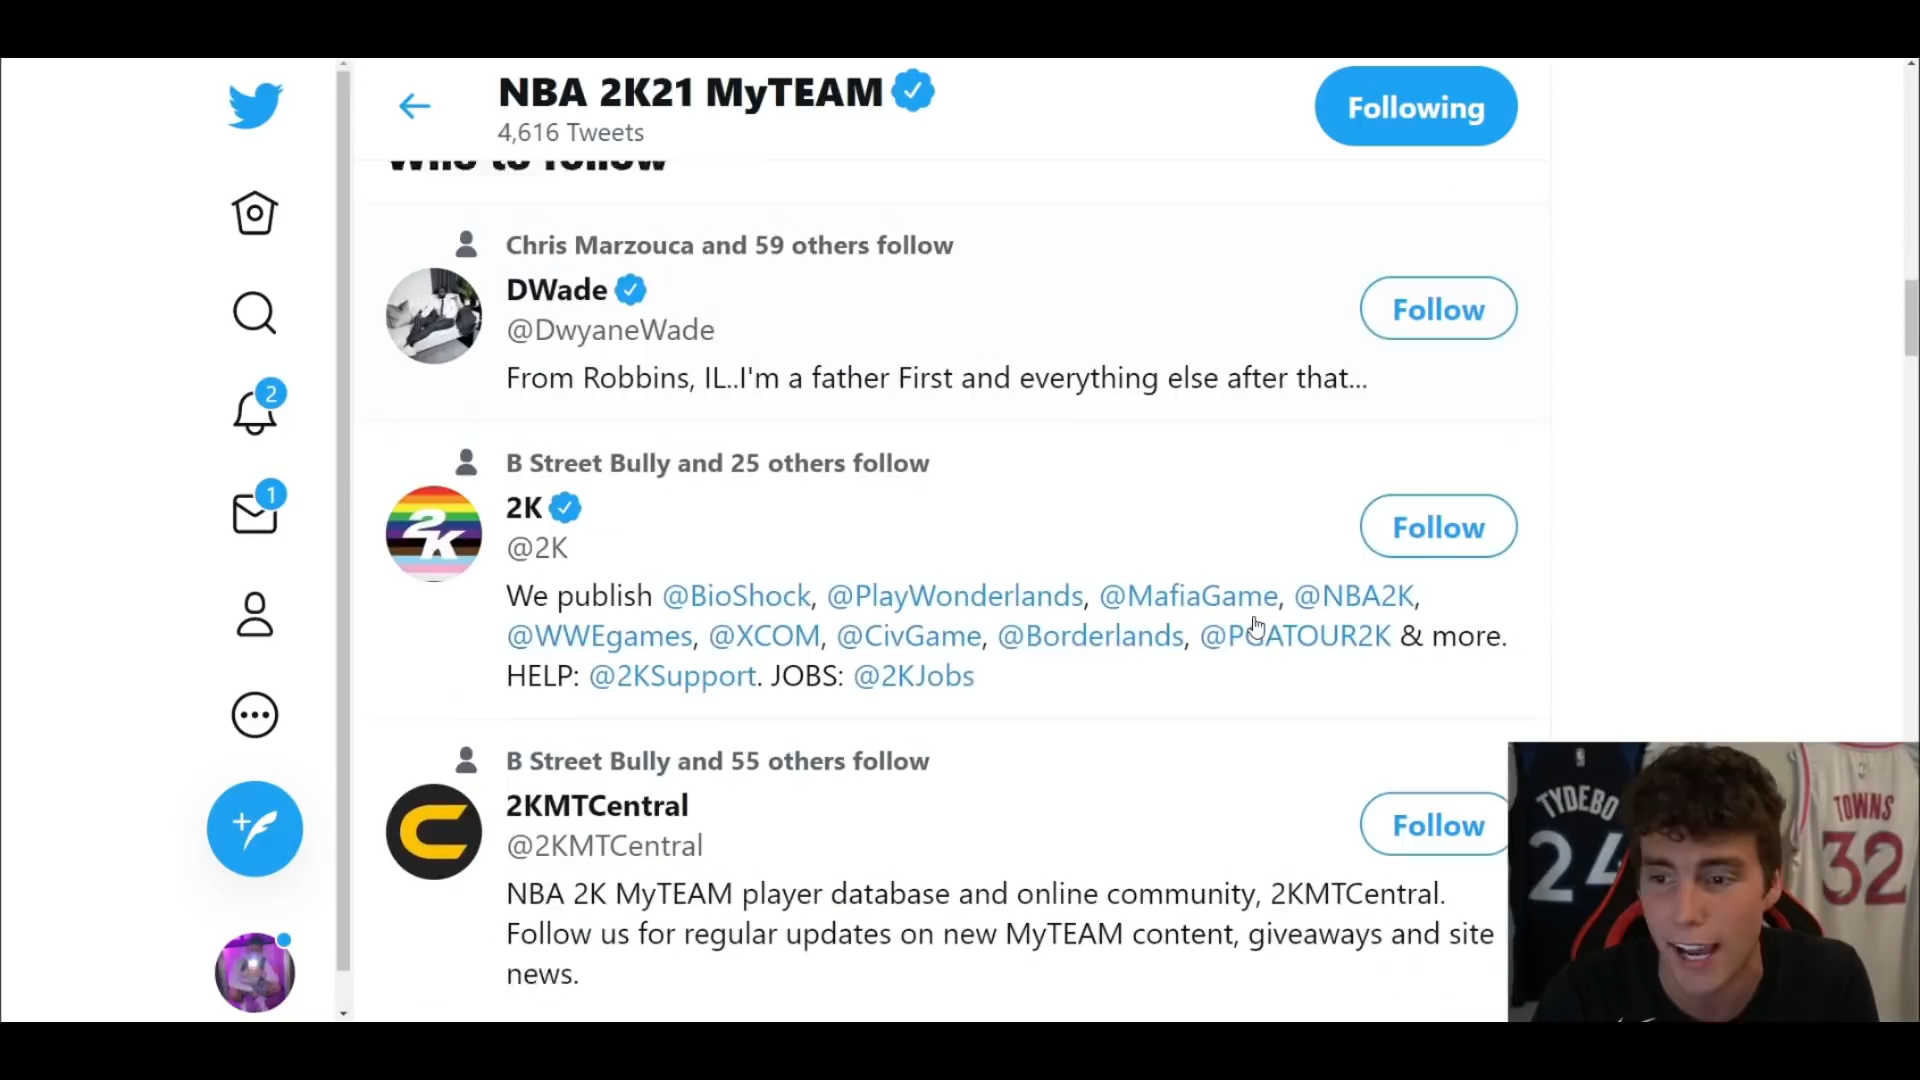 NBA 2K21 MyTEAM
4,616 Tweets
Following
Who to follow
Chris Marzouca and 59 others follow
DWade
@DwyaneWade
Follow
From Robbins, IL..I'm a father First and everything else after that...
B Street Bully and 25 others follow
2K
2K
@2K
Follow
We publish @BioShock, @PlayWonderlands, @MafiaGame, @NBA2K,
@WWEgames, @XCOM, @CivGame, @Borderlands, @PGATOUR2K & more.
HELP: @2KSupport. JOBS: @2KJobs
B Street Bully and 55 others follow
2KMTCentral
@2KMTCentral
Follow
NBA 2K MyTEAM player database and online community, 2KMTCentral.
Follow us for regular updates on new MyTEAM content, giveaways and site
news.
2
1
TYDEBO
24
TOWNS
32